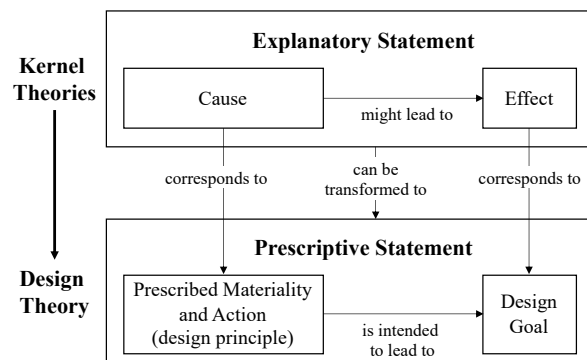 Explanatory Statement
Kernel
Theories
Cause
might lead to
Effect
corresponds to
can be
transformed to
corresponds to
Prescriptive Statement
Design
Theory
Prescribed Materiality
and Action
(design principle)
is intended
to lead to
Design
Goal